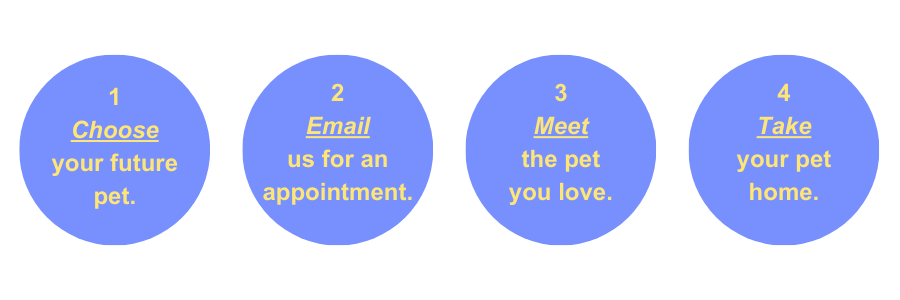 1
Choose
your future
pet.
2
Email
us for an
appointment.
3
Meet
the pet
you love.
4
Take
your pet
home.